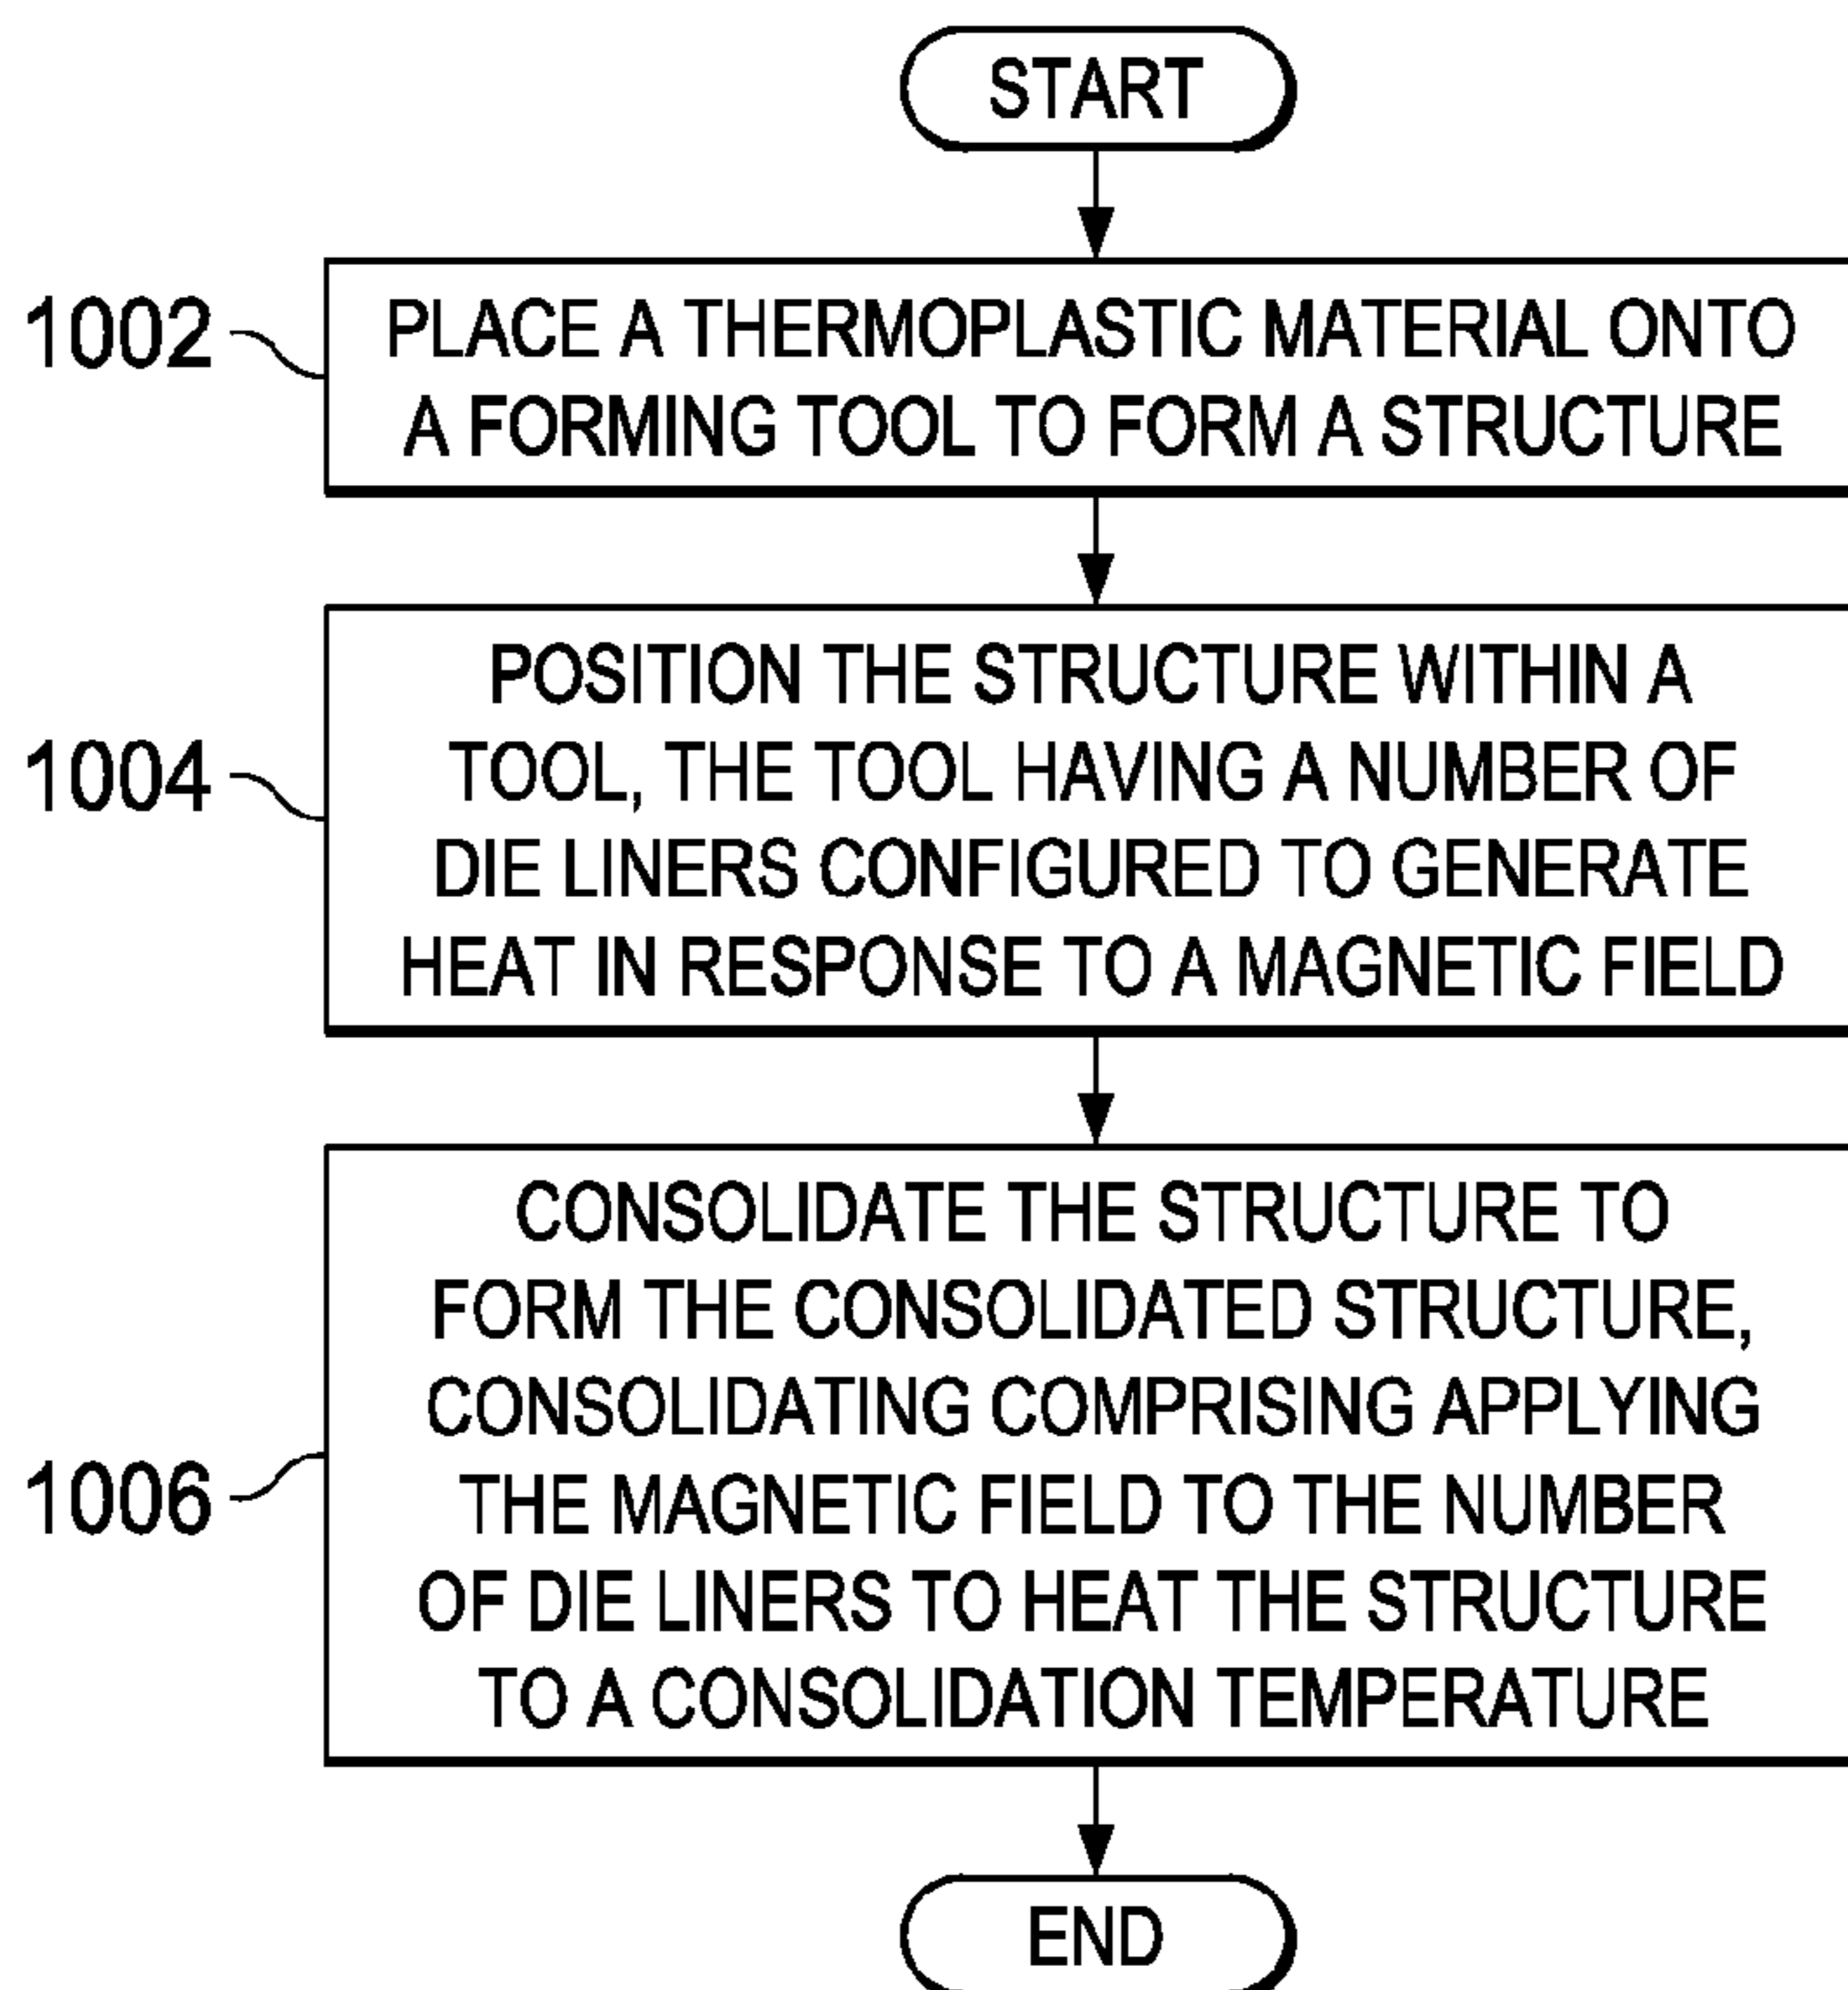 START
1002
PLACE A THERMOPLASTIC MATERIAL ONTO
A FORMING TOOL TO FORM A STRUCTURE
1004
POSITION THE STRUCTURE WITHIN A
TOOL, THE TOOL HAVING A NUMBER OF
DIE LINERS CONFIGURED TO GENERATE
HEAT IN RESPONSE TO A MAGNETIC FIELD
1006
CONSOLIDATE THE STRUCTURE TO
FORM THE CONSOLIDATED STRUCTURE,
CONSOLIDATING COMPRISING APPLYING
THE MAGNETIC FIELD TO THE NUMBER
OF DIE LINERS TO HEAT THE STRUCTURE
TO A CONSOLIDATION TEMPERATURE
END